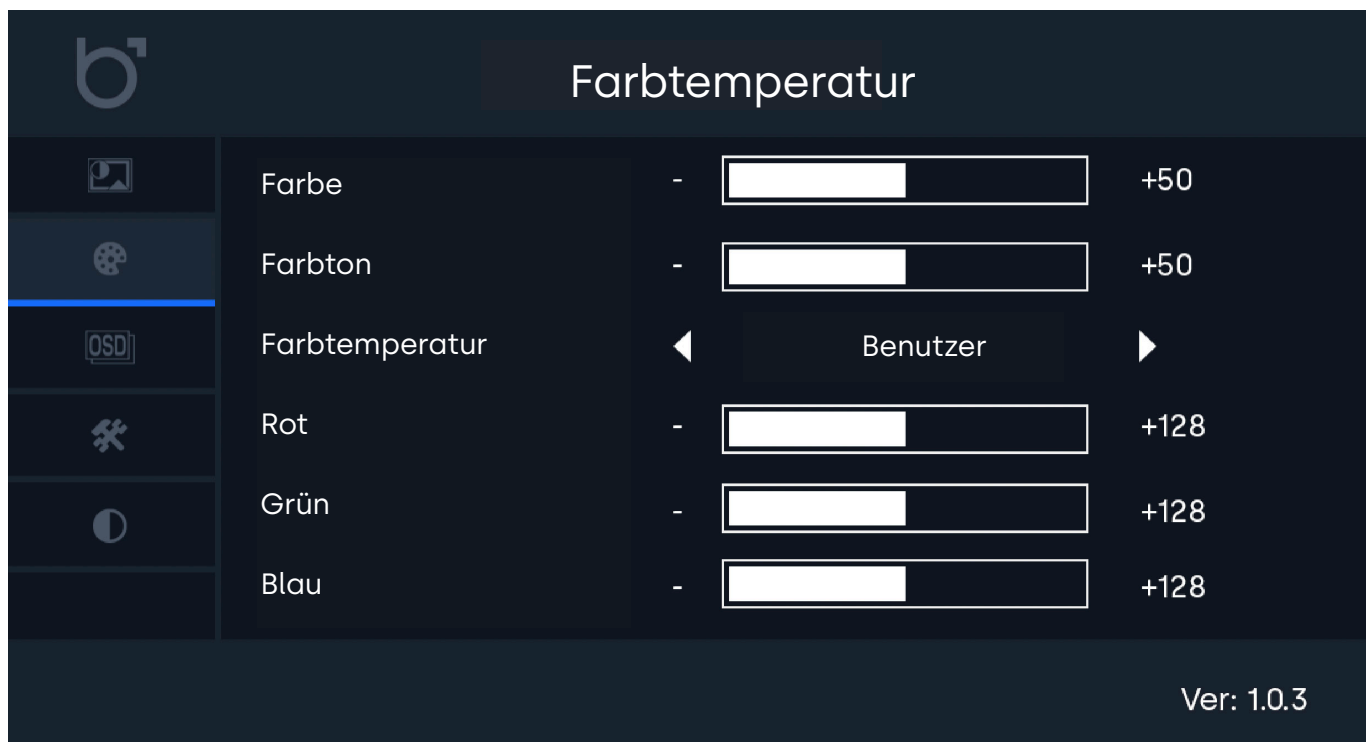 Farbtemperatur
Farbe - +50
Farbton - +50
OSD
Farbtemperatur Benutzer
Rot - +128
Grün - +128
Blau - +128
Ver: 1.0.3